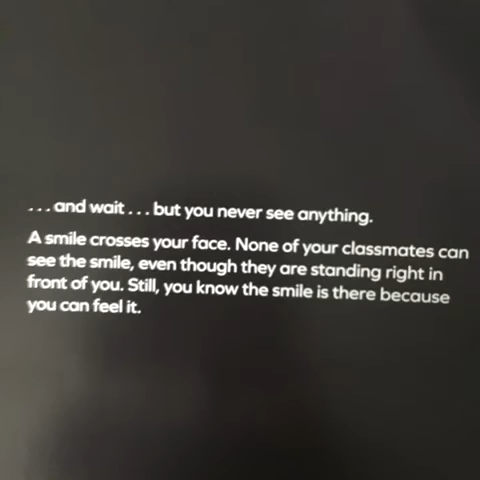 . . . and wait . . . but you never see anything.
A smile crosses your face. None of your classmates can
see the smile, even though they are standing right in
front of you. Still, you know the smile is there because
you can feel it.